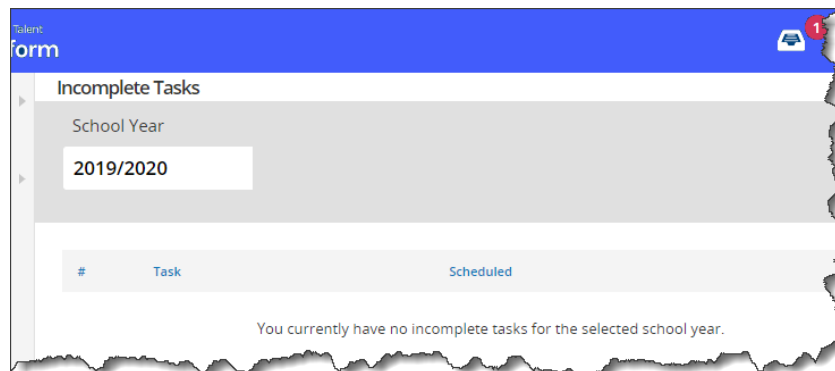 Talent
form
1
Incomplete Tasks
School Year
2019/2020
# Task Scheduled
You currently have no incomplete tasks for the selected school year.